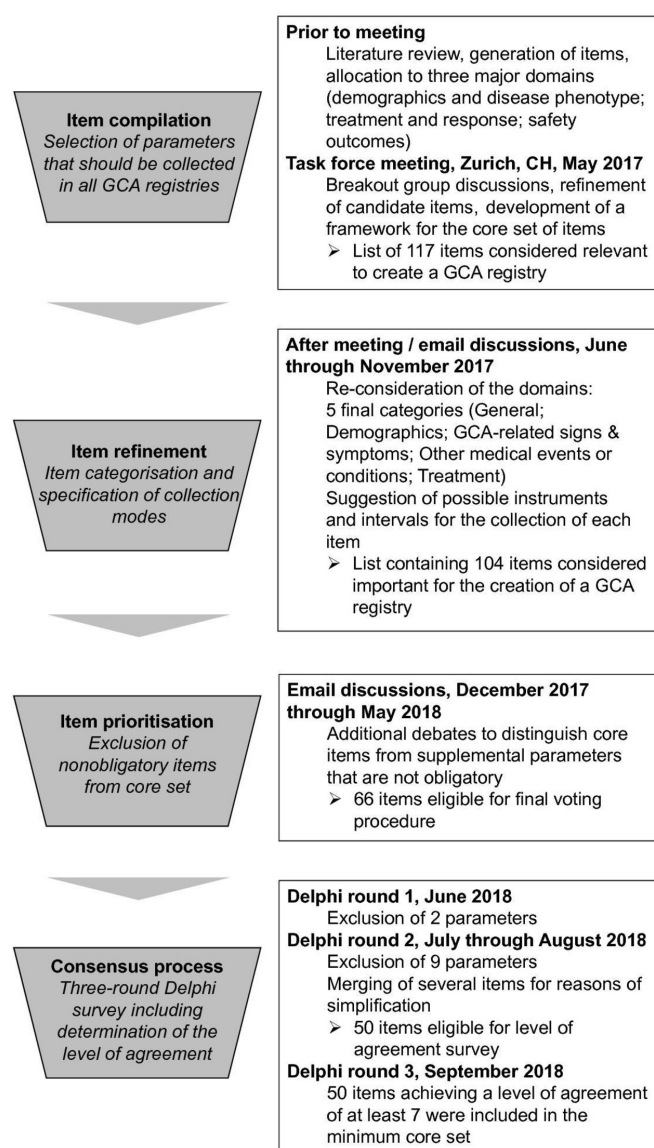 Item compilation
Selection of parameters
that should be collected
in all GCA registries
Prior to meeting
Literature review, generation of items,
allocation to three major domains
(demographics and disease phenotype;
treatment and response; safety
outcomes)
Task force meeting, Zurich, CH, May 2017
Breakout group discussions, refinement
of candidate items, development of a
framework for the core set of items
➢ List of 117 items considered relevant
to create a GCA registry
Item refinement
Item categorisation and
specification of collection
modes
After meeting / email discussions, June
through November 2017
Re-consideration of the domains:
5 final categories (General;
Demographics; GCA-related signs &
symptoms; Other medical events or
conditions; Treatment)
Suggestion of possible instruments
and intervals for the collection of each
item
➢ List containing 104 items considered
important for the creation of a GCA
registry
Item prioritisation
Exclusion of
nonobligatory items
from core set
Email discussions, December 2017
through May 2018
Additional debates to distinguish core
items from supplemental parameters
that are not obligatory
➢ 66 items eligible for final voting
procedure
Consensus process
Three-round Delphi
survey including
determination of the
level of agreement
Delphi round 1, June 2018
Exclusion of 2 parameters
Delphi round 2, July through August 2018
Exclusion of 9 parameters
Merging of several items for reasons of
simplification
➢ 50 items eligible for level of
agreement survey
Delphi round 3, September 2018
50 items achieving a level of agreement
of at least 7 were included in the
minimum core set